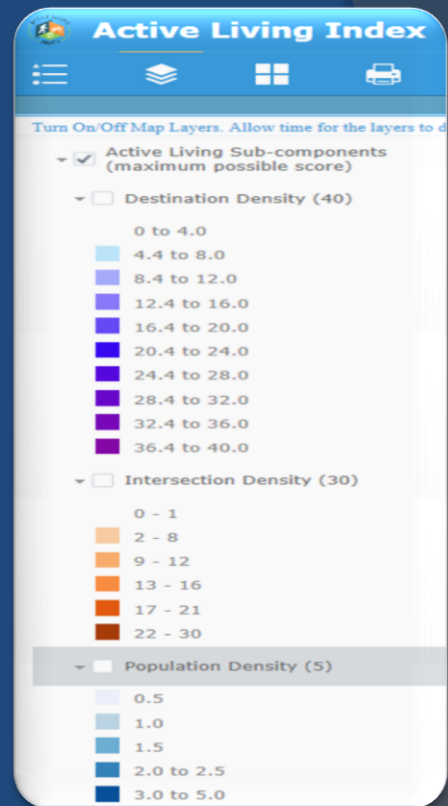 Active Living Index
Turn On/Off Map Layers. Allow time for the layers to d
Active Living Sub-components
(maximum possible score)
Destination Density (40)
0 to 4.0
4.4 to 8.0
8.4 to 12.0
12.4 to 16.0
16.4 to 20.0
20.4 to 24.0
24.4 to 28.0
28.4 to 32.0
32.4 to 36.0
36.4 to 40.0
Intersection Density (30)
0 - 1
2 - 8
9 - 12
13 - 16
17 - 21
22 - 30
Population Density (5)
0.5
1.0
1.5
2.0 to 2.5
3.0 to 5.0